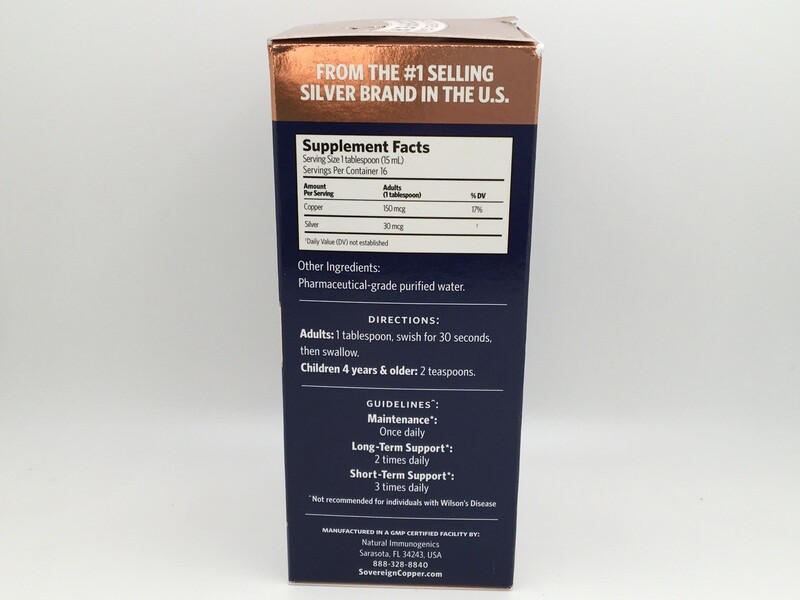 FROM THE #1 SELLING
SILVER BRAND IN THE U.S.
Supplement Facts
Serving Size 1 tablespoon (15 mL)
Servings Per Container 16
Amount Per Serving Adults (1 tablespoon) % DV
Copper 150 mcg 17%
Silver 30 mcg †
†Daily Value (DV) not established
Other Ingredients:
Pharmaceutical-grade purified water.
DIRECTIONS:
Adults: 1 tablespoon, swish for 30 seconds,
then swallow.
Children 4 years & older: 2 teaspoons.
GUIDELINES^:
Maintenance*:
Once daily
Long-Term Support*:
2 times daily
Short-Term Support*:
3 times daily
^Not recommended for individuals with Wilson's Disease
MANUFACTURED IN A GMP CERTIFIED FACILITY BY:
Natural Immunogenics
Sarasota, FL 34243, USA
888-328-8840
SovereignCopper.com